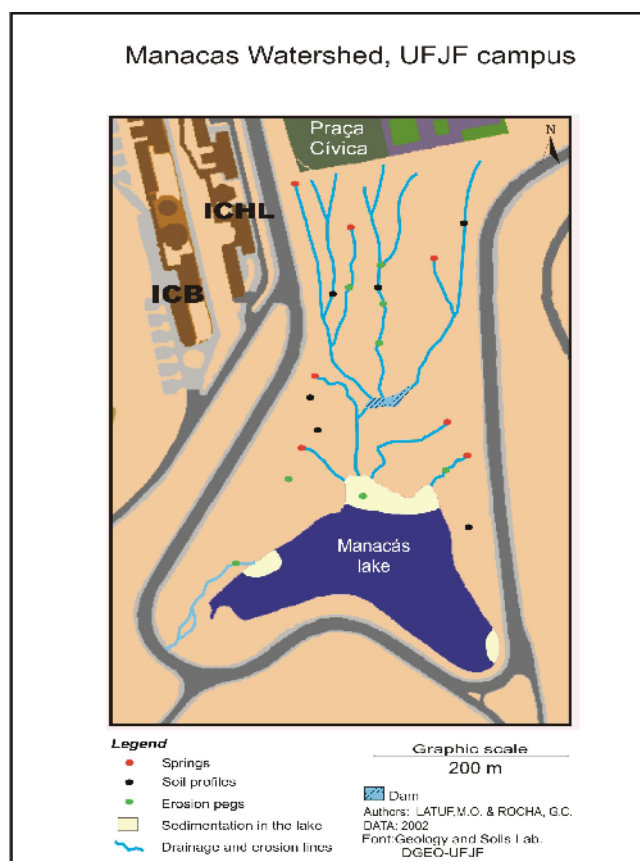 Manacas Watershed, UFJF campus
Praça
Cívica
N
ICHL
ICB
Manacás
lake
Legend
Springs
Soil profiles
Erosion pegs
Sedimentation in the lake
Drainage and erosion lines
Graphic scale
200 m
Dam
Authors: LATUF,M.O. & ROCHA, G.C.
DATA: 2002
Font:Geology and Soils Lab.
DGEO-UFJF